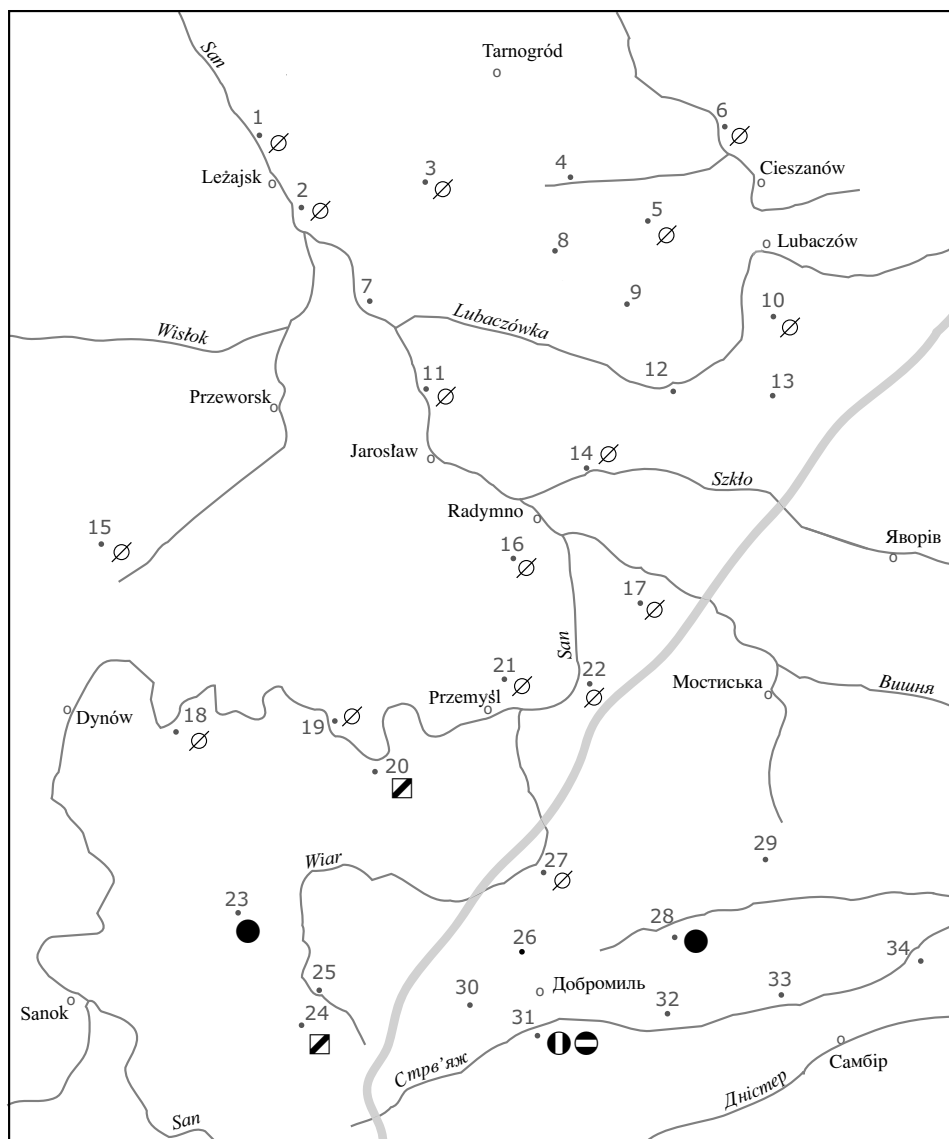 San
Tarnogród
1
6
Leżajsk
3
4
Cieszanów
2
5
8
Lubaczów
7
9
10
Wisłok
Lubaczówka
Przeworsk
11
12
13
Jarosław
14
Szkło
Radymno
15
16
Яворів
17
San
21
22
Мостиська
Вишня
Dynów
18
19
Przemyśl
20
Wiar
27
29
23
28
26
34
25
Sanok
24
30
Добромиль
32
33
31
Стрв’яж
Самбір
Дністер
San